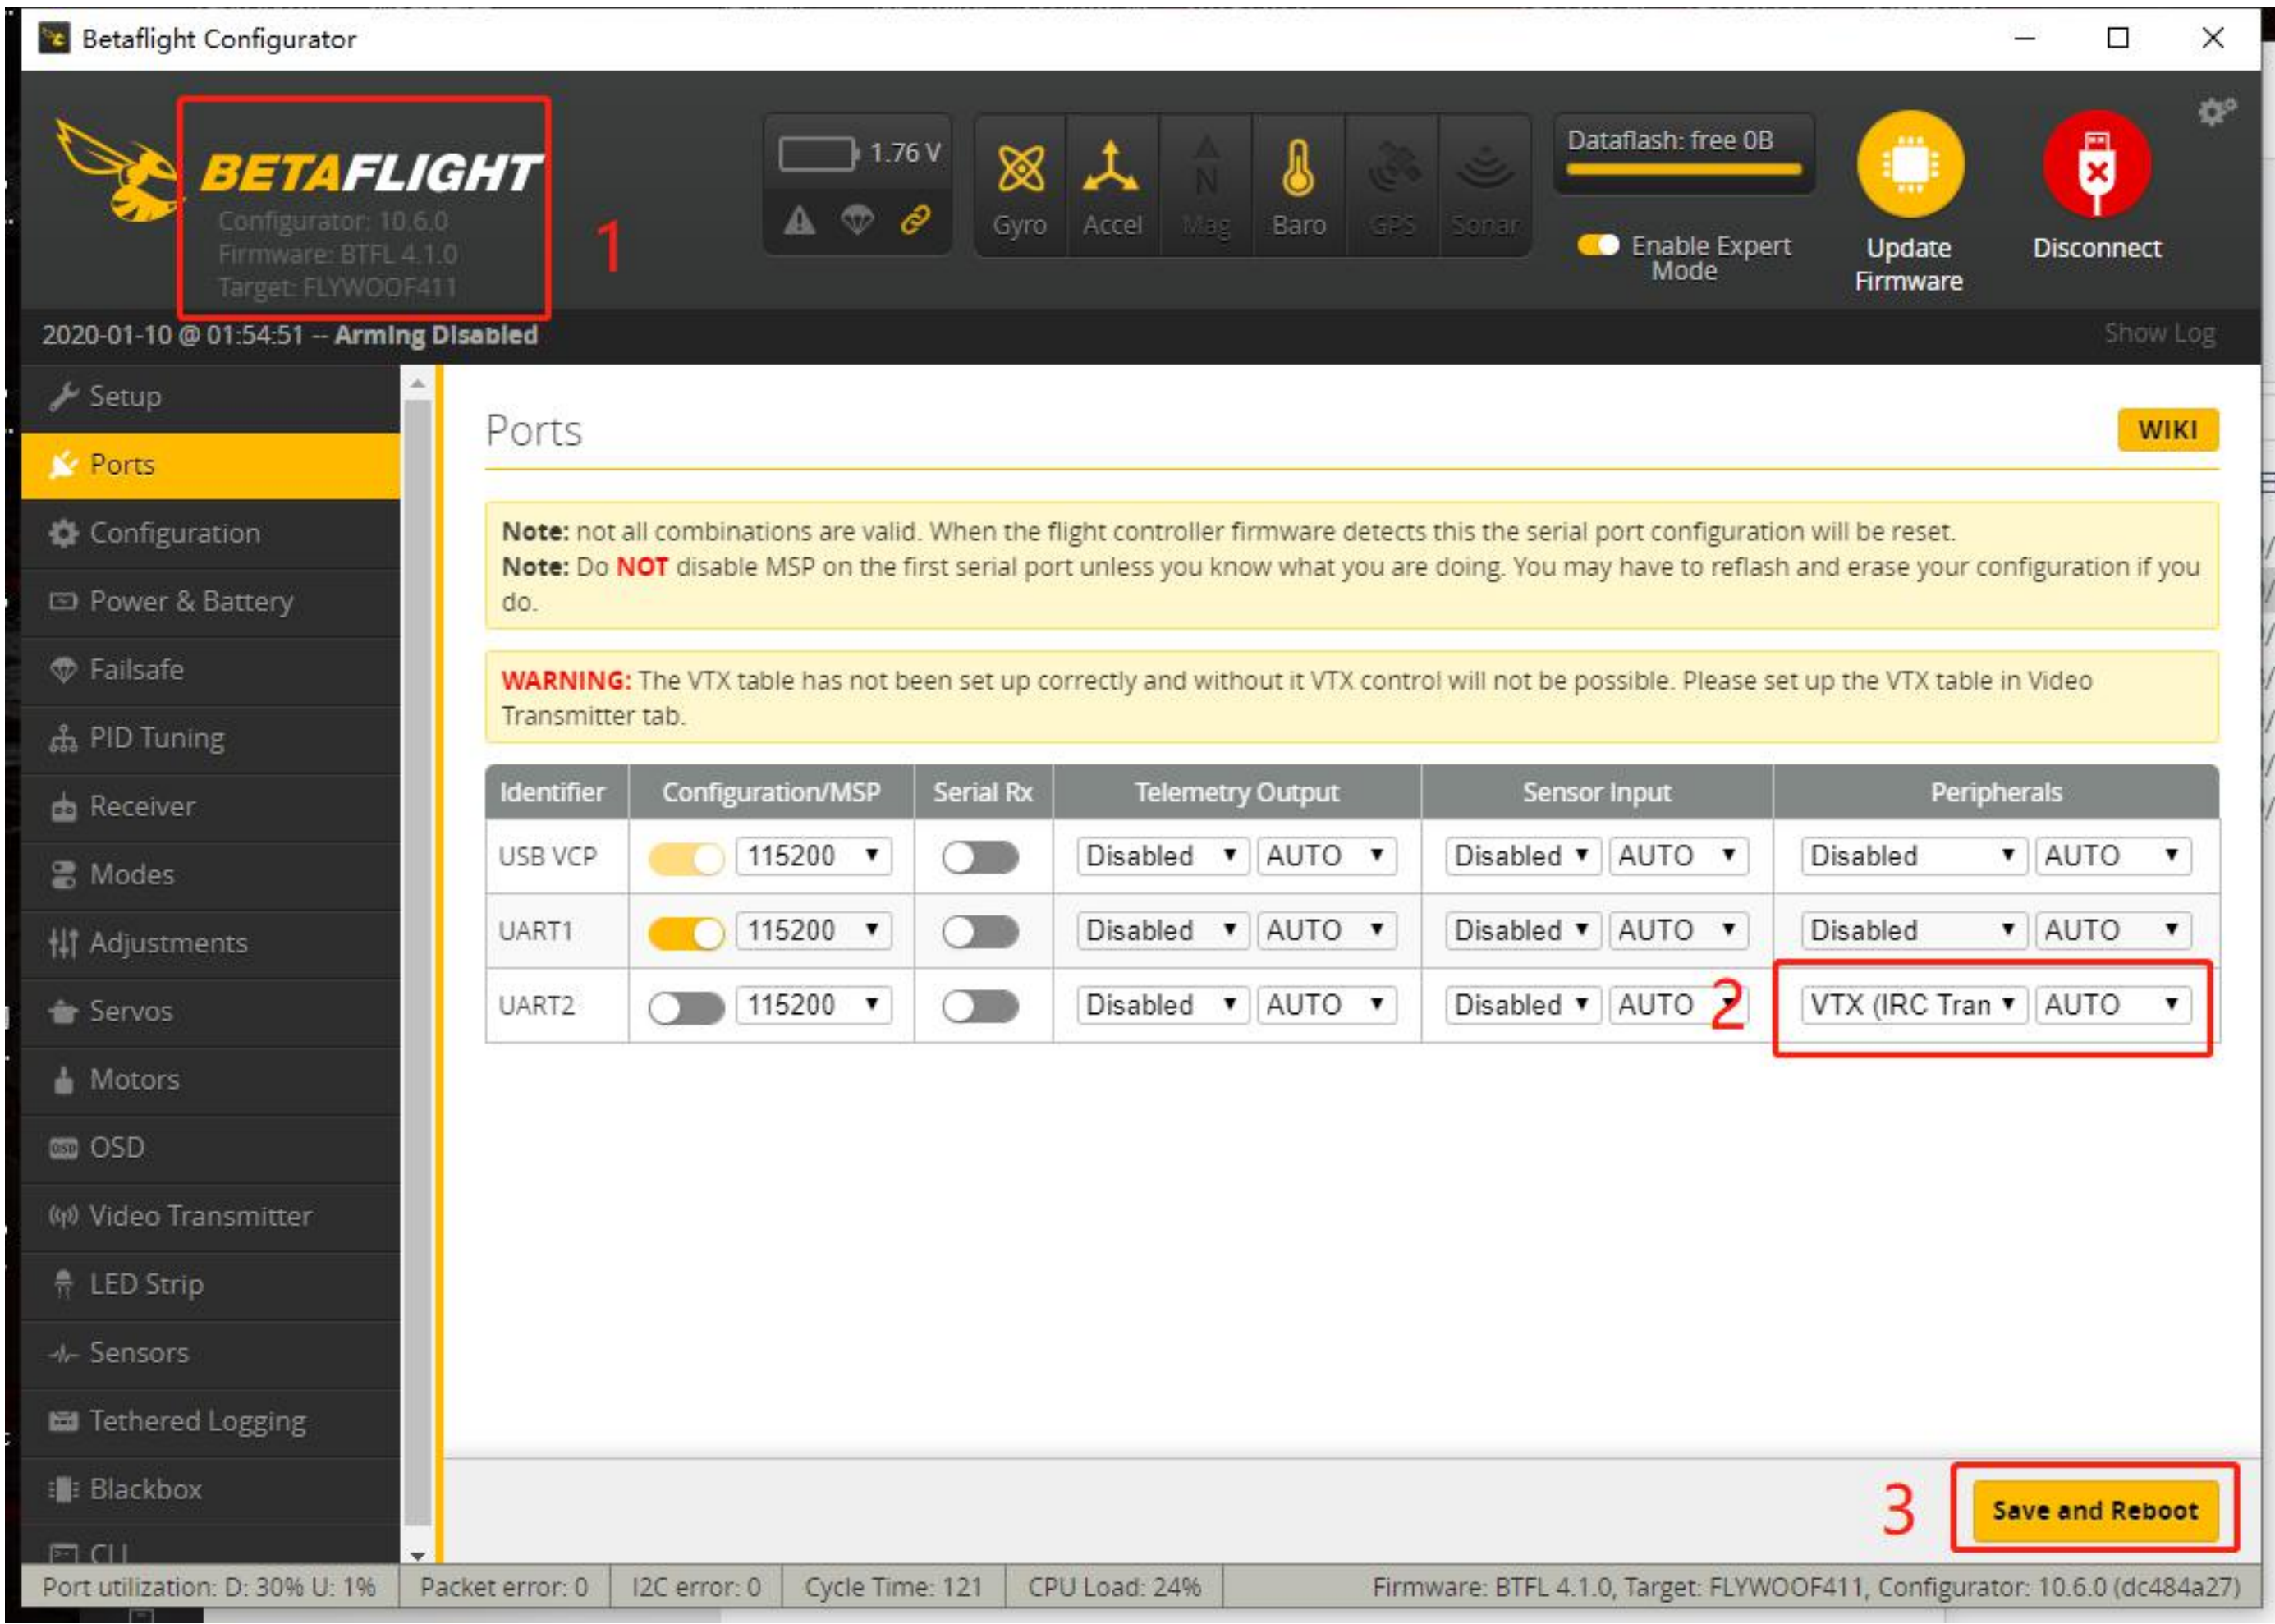 Betaflight Configurator
BETAFLIGHT
Configurator: 10.6.0
Firmware: BTFL 4.1.0
Target: FLYWOOF411
1
1.76 V
Gyro
Accel
Mag
N
Baro
GPS
Sonar
Dataflash: free 0B
Enable Expert
Mode
Update
Firmware
Disconnect
2020-01-10 @ 01:54:51 -- Arming Disabled
Show Log
Setup
Ports
Configuration
Power & Battery
Failsafe
PID Tuning
Receiver
Modes
Adjustments
Servos
Motors
OSD
OSD
Video Transmitter
LED Strip
Sensors
Tethered Logging
Blackbox
CLI
Ports
WIKI
Note: not all combinations are valid. When the flight controller firmware detects this the serial port configuration will be reset.
Note: Do NOT disable MSP on the first serial port unless you know what you are doing. You may have to reflash and erase your configuration if you
do.
WARNING: The VTX table has not been set up correctly and without it VTX control will not be possible. Please set up the VTX table in Video
Transmitter tab.
Identifier Configuration/MSP Serial Rx Telemetry Output Sensor Input Peripherals
USB VCP 115200 Disabled AUTO Disabled AUTO Disabled AUTO
UART1 115200 Disabled AUTO Disabled AUTO Disabled AUTO
UART2 115200 Disabled AUTO Disabled AUTO 2 VTX (IRC Tran AUTO
3
Save and Reboot
Port utilization: D: 30% U: 1% Packet error: 0 I2C error: 0 Cycle Time: 121 CPU Load: 24% Firmware: BTFL 4.1.0, Target: FLYWOOF411, Configurator: 10.6.0 (dc484a27)